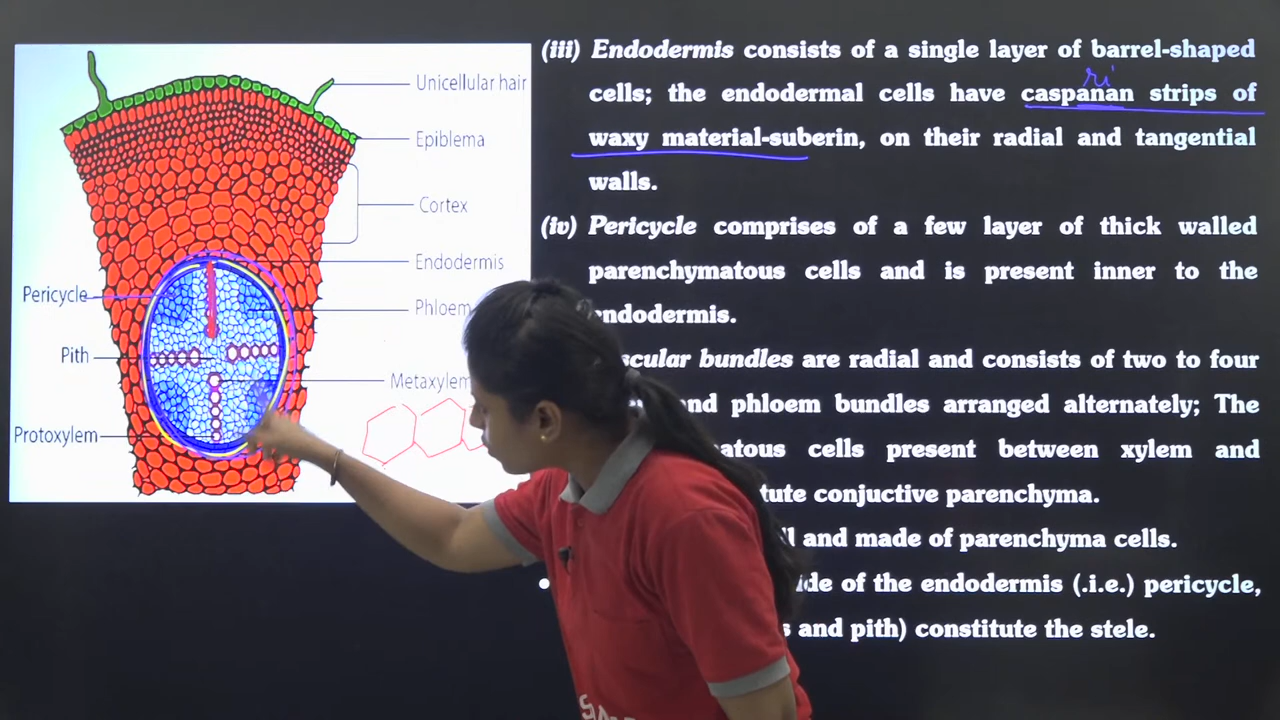 Unicellular hair
Epiblema
Cortex
Endodermis
Pericycle
Phloem
Pith
Metaxylem
Protoxylem
(iii) Endodermis consists of a single layer of barrel-shaped
ri
cells; the endodermal cells have caspanan strips of
waxy material-suberin, on their radial and tangential
walls.
(iv) Pericycle comprises of a few layer of thick walled
parenchymatous cells and is present inner to the
endodermis.
bundles are radial and consists of two to four
and phloem bundles arranged alternately; The
cells present between xylem and
conjuctive parenchyma.
and made of parenchyma cells.
of the endodermis (.i.e.) pericycle,
and pith) constitute the stele.